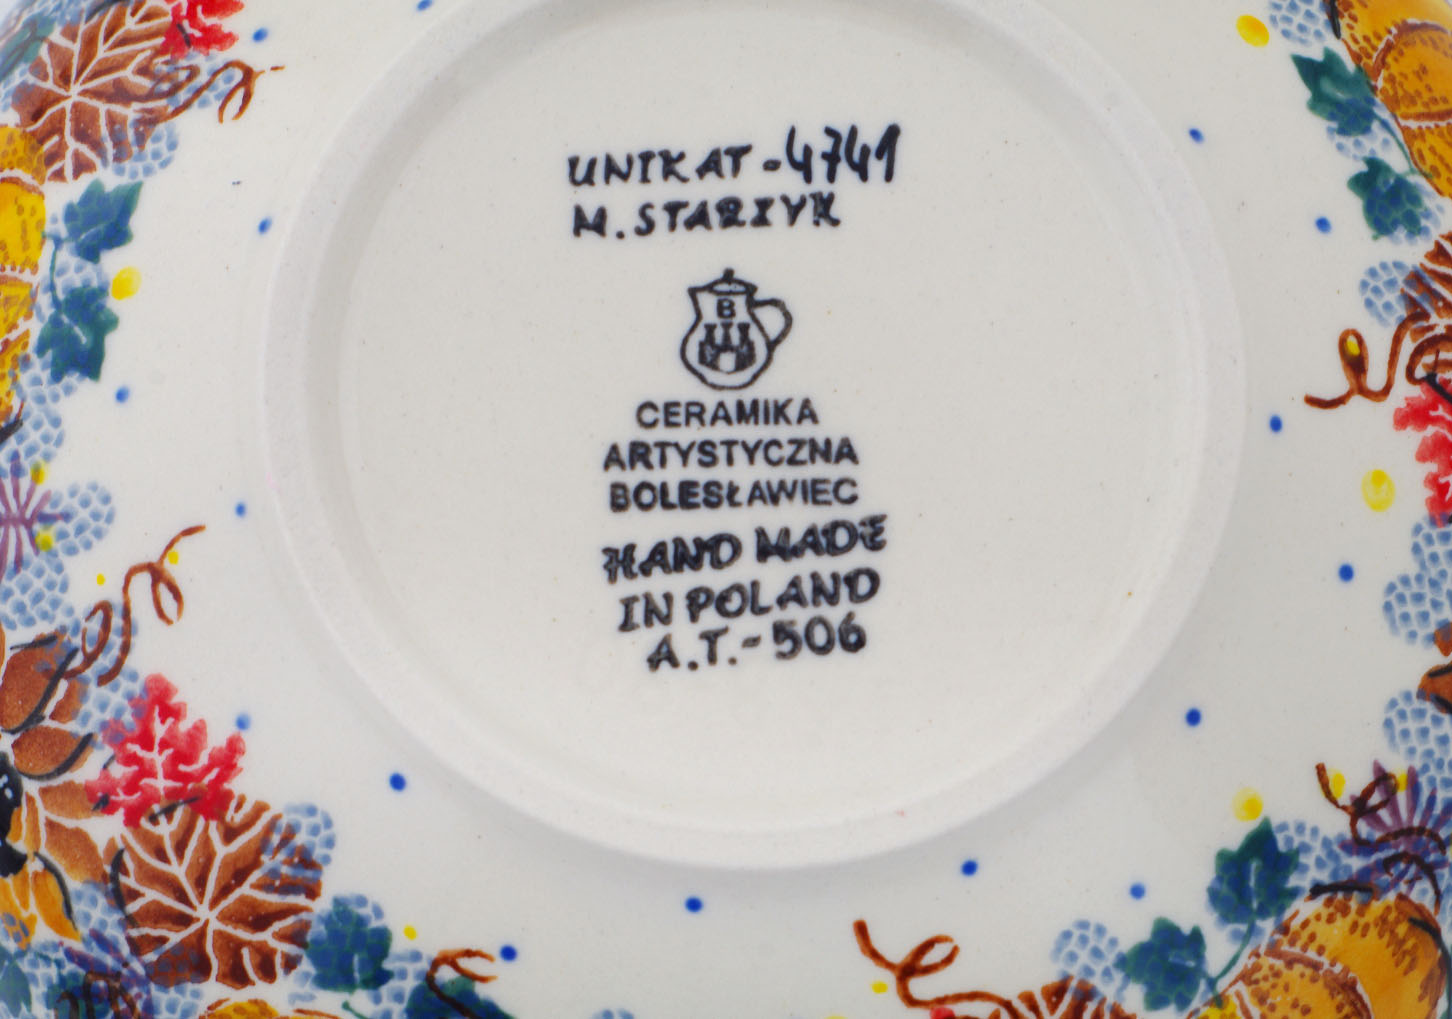 UNIKAT-4741
M.STARZYK
B
CERAMIKA
ARTYSTYCZNA
BOLESŁAWIEC
HAND MADE
IN POLAND
A.T.-506